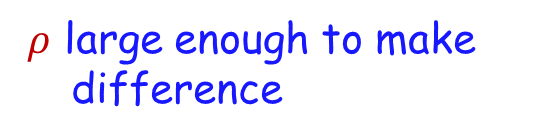 ρ large enough to make
difference